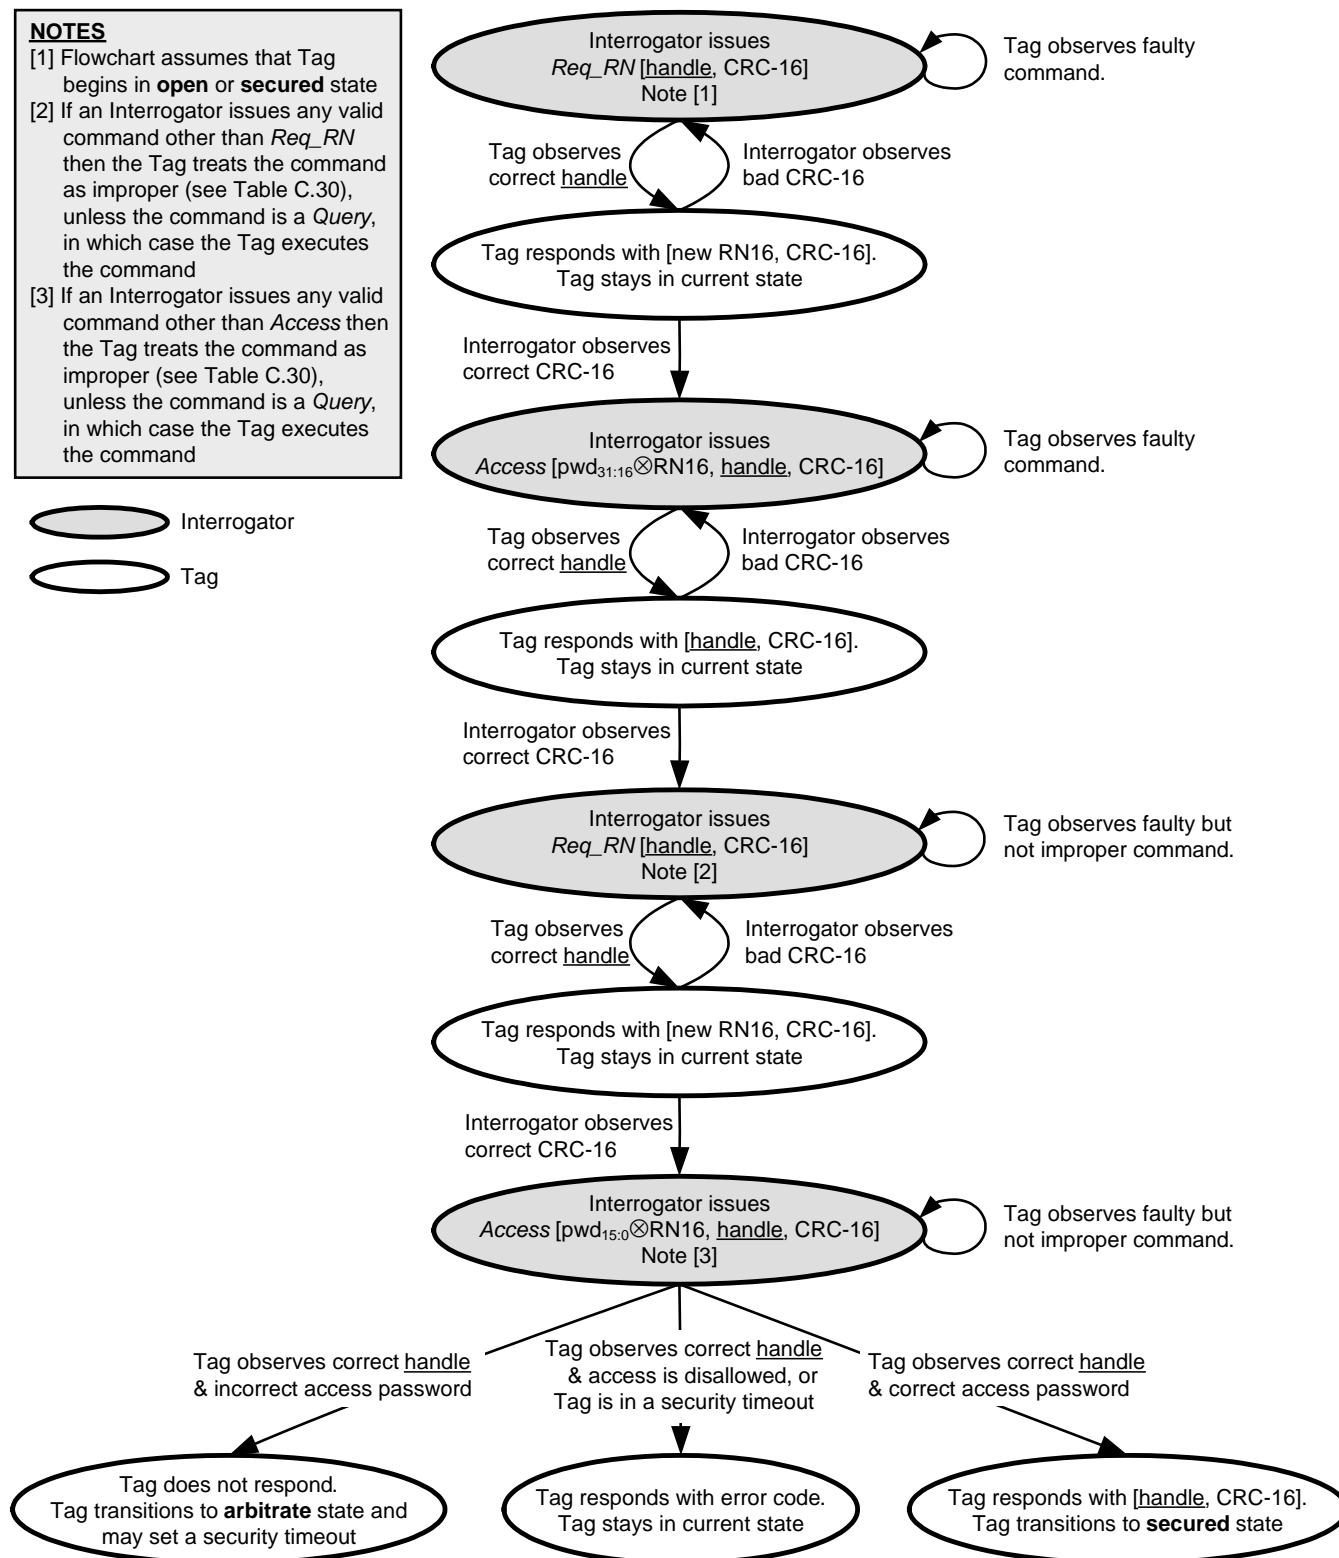 NOTES
[1] Flowchart assumes that Tag
begins in open or secured state
[2] If an Interrogator issues any valid
command other than Req_RN
then the Tag treats the command
as improper (see Table C.30),
unless the command is a Query,
in which case the Tag executes
the command
[3] If an Interrogator issues any valid
command other than Access then
the Tag treats the command as
improper (see Table C.30),
unless the command is a Query,
in which case the Tag executes
the command
Interrogator
Tag
Interrogator issues
Req_RN [handle, CRC-16]
Note [1]
Tag observes faulty
command.
Tag observes
correct handle
Interrogator observes
bad CRC-16
Tag responds with [new RN16, CRC-16].
Tag stays in current state
Interrogator observes
correct CRC-16
Interrogator issues
Access [pwd31:16⊗RN16, handle, CRC-16]
Tag observes faulty
command.
Tag observes
correct handle
Interrogator observes
bad CRC-16
Tag responds with [handle, CRC-16].
Tag stays in current state
Interrogator observes
correct CRC-16
Interrogator issues
Req_RN [handle, CRC-16]
Note [2]
Tag observes faulty but
not improper command.
Tag observes
correct handle
Interrogator observes
bad CRC-16
Tag responds with [new RN16, CRC-16].
Tag stays in current state
Interrogator observes
correct CRC-16
Interrogator issues
Access [pwd15:0⊗RN16, handle, CRC-16]
Note [3]
Tag observes faulty but
not improper command.
Tag observes correct handle
& incorrect access password
Tag observes correct handle
& access is disallowed, or
Tag is in a security timeout
Tag observes correct handle
& correct access password
Tag does not respond.
Tag transitions to arbitrate state and
may set a security timeout
Tag responds with error code.
Tag stays in current state
Tag responds with [handle, CRC-16].
Tag transitions to secured state